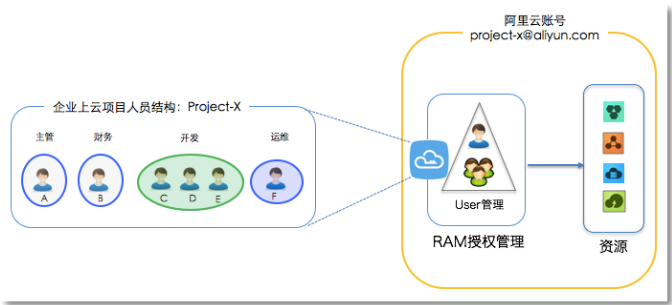 阿里云账号
project-x@aliyun.com
企业上云项目人员结构：Project-X
主管
财务
开发
运维
A
B
C
D
E
F
User管理
RAM授权管理
资源